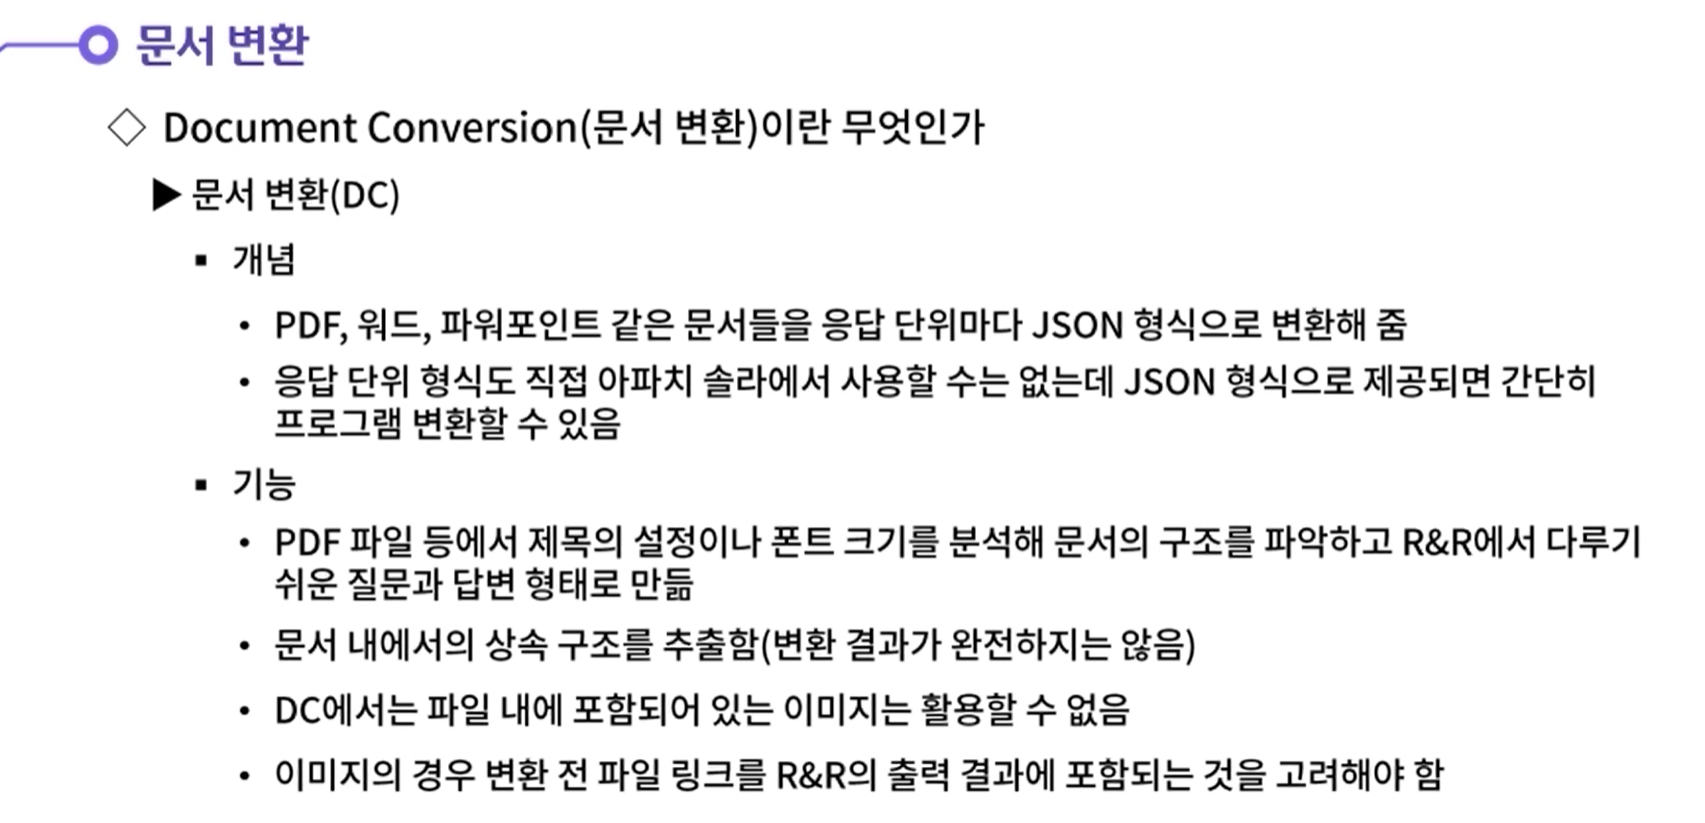 문서 변환
◇ Document Conversion(문서 변환)이란 무엇인가
▶ 문서 변환(DC)
▪ 개념
• PDF, 워드, 파워포인트 같은 문서들을 응답 단위마다 JSON 형식으로 변환해 줌
• 응답 단위 형식도 직접 아파치 솔라에서 사용할 수는 없는데 JSON 형식으로 제공되면 간단히
프로그램 변환할 수 있음
▪ 기능
• PDF 파일 등에서 제목의 설정이나 폰트 크기를 분석해 문서의 구조를 파악하고 R&R에서 다루기
쉬운 질문과 답변 형태로 만듦
• 문서 내에서의 상속 구조를 추출함(변환 결과가 완전하지는 않음)
• DC에서는 파일 내에 포함되어 있는 이미지는 활용할 수 없음
• 이미지의 경우 변환 전 파일 링크를 R&R의 출력 결과에 포함되는 것을 고려해야 함